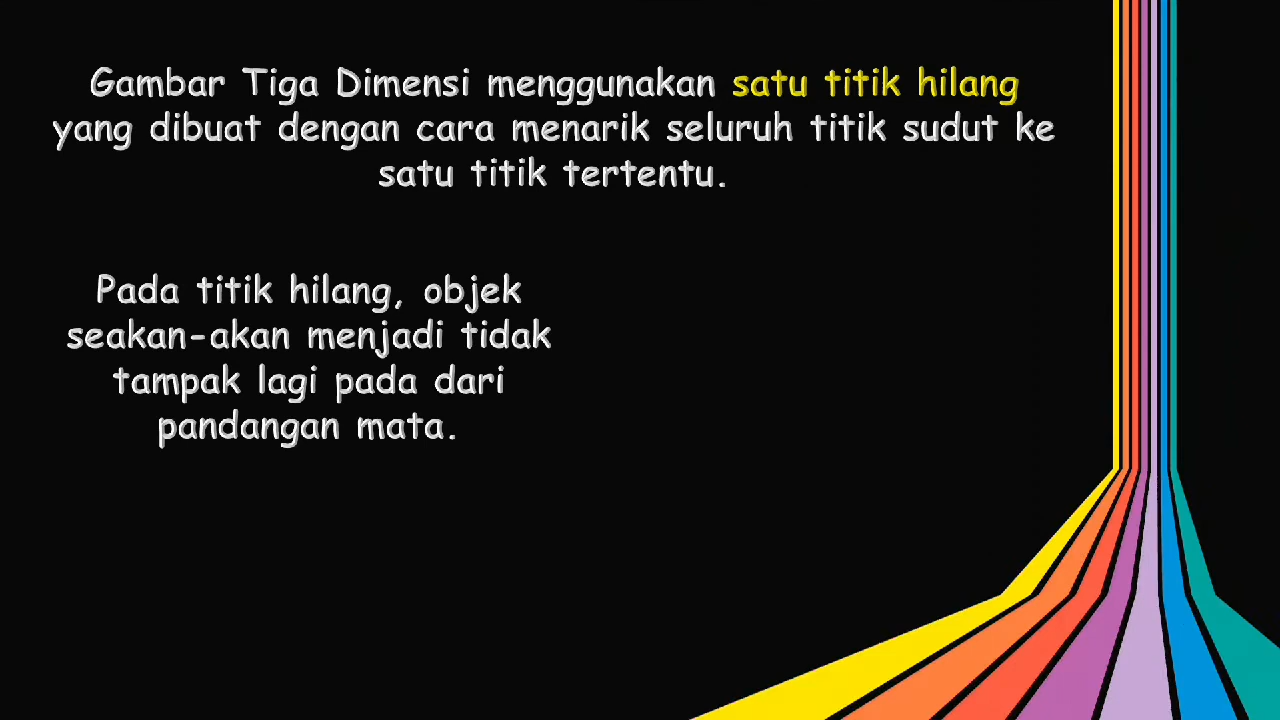 Gambar Tiga Dimensi menggunakan satu titik hilang
yang dibuat dengan cara menarik seluruh titik sudut ke
satu titik tertentu.
Pada titik hilang, objek
seakan-akan menjadi tidak
tampak lagi pada dari
pandangan mata.